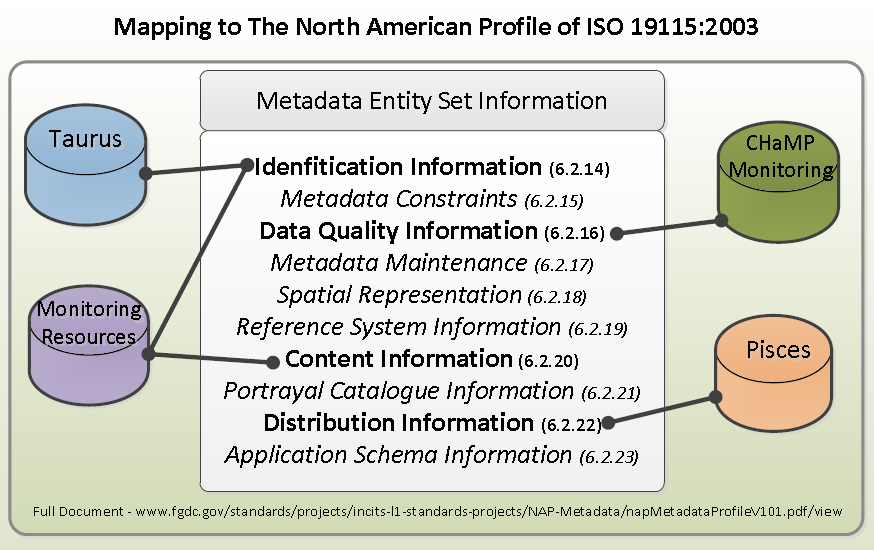 Mapping to The North American Profile of ISO 19115:2003
Metadata Entity Set Information
Taurus
CHaMP
Monitoring
Idenfitication Information (6.2.14)
Metadata Constraints (6.2.15)
Data Quality Information (6.2.16)
Metadata Maintenance (6.2.17)
Spatial Representation (6.2.18)
Monitoring
Resources
Reference System Information (6.2.19)
Content Information (6.2.20)
Pisces
Portrayal Catalogue Information (6.2.21)
Distribution Information (6.2.22)
Application Schema Information (6.2.23)
Full Document - www.fgdc.gov/standards/projects/incits-l1-standards-projects/NAP-Metadata/napMetadataProfileV101.pdf/view